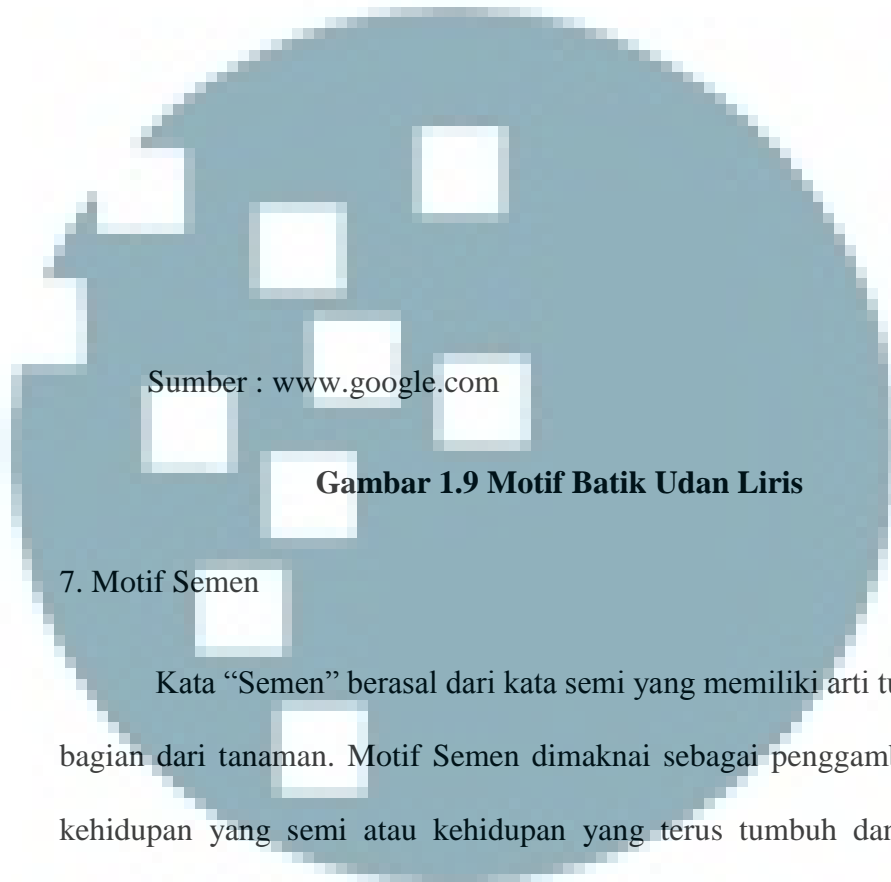 Sumber : www.google.com
Gambar 1.9 Motif Batik Udan Liris
7. Motif Semen
Kata “Semen” berasal dari kata semi yang memiliki arti
bagian dari tanaman. Motif Semen dimaknai sebagai
kehidupan yang semi atau kehidupan yang terus tumbuh